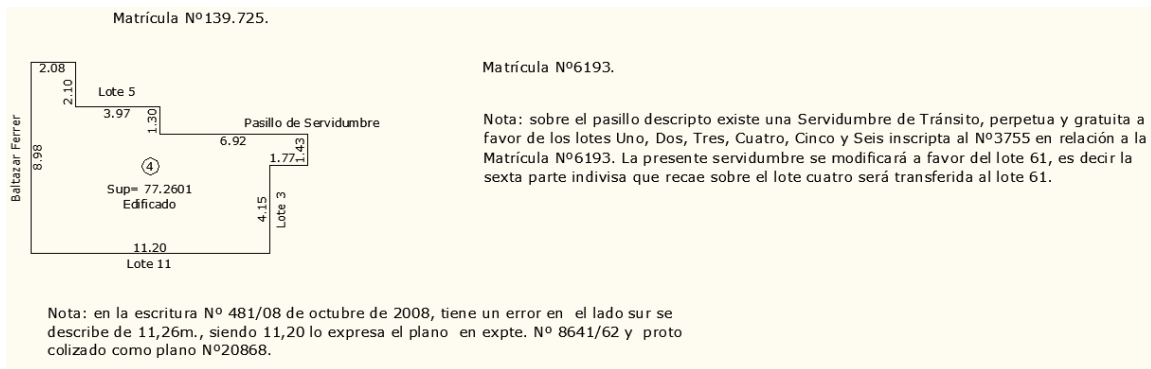 Matrícula Nº139.725.
2.08
2.10
Lote 5
3.97
1.30
Pasillo de Servidumbre
6.92
1.43
1.77
Baltazar Ferrer
8.98
4
Sup= 77.2601
Edificado
4.15
Lote 3
11.20
Lote 11
Matrícula Nº6193.
Nota: sobre el pasillo descripto existe una Servidumbre de Tránsito, perpetua y gratuita a
favor de los lotes Uno, Dos, Tres, Cuatro, Cinco y Seis inscripta al Nº3755 en relación a la
Matrícula Nº6193. La presente servidumbre se modificará a favor del lote 61, es decir la
sexta parte indivisa que recae sobre el lote cuatro será transferida al lote 61.
Nota: en la escritura Nº 481/08 de octubre de 2008, tiene un error en el lado sur se
describe de 11,26m., siendo 11,20 lo expresa el plano en expte. Nº 8641/62 y proto
colizado como plano Nº20868.